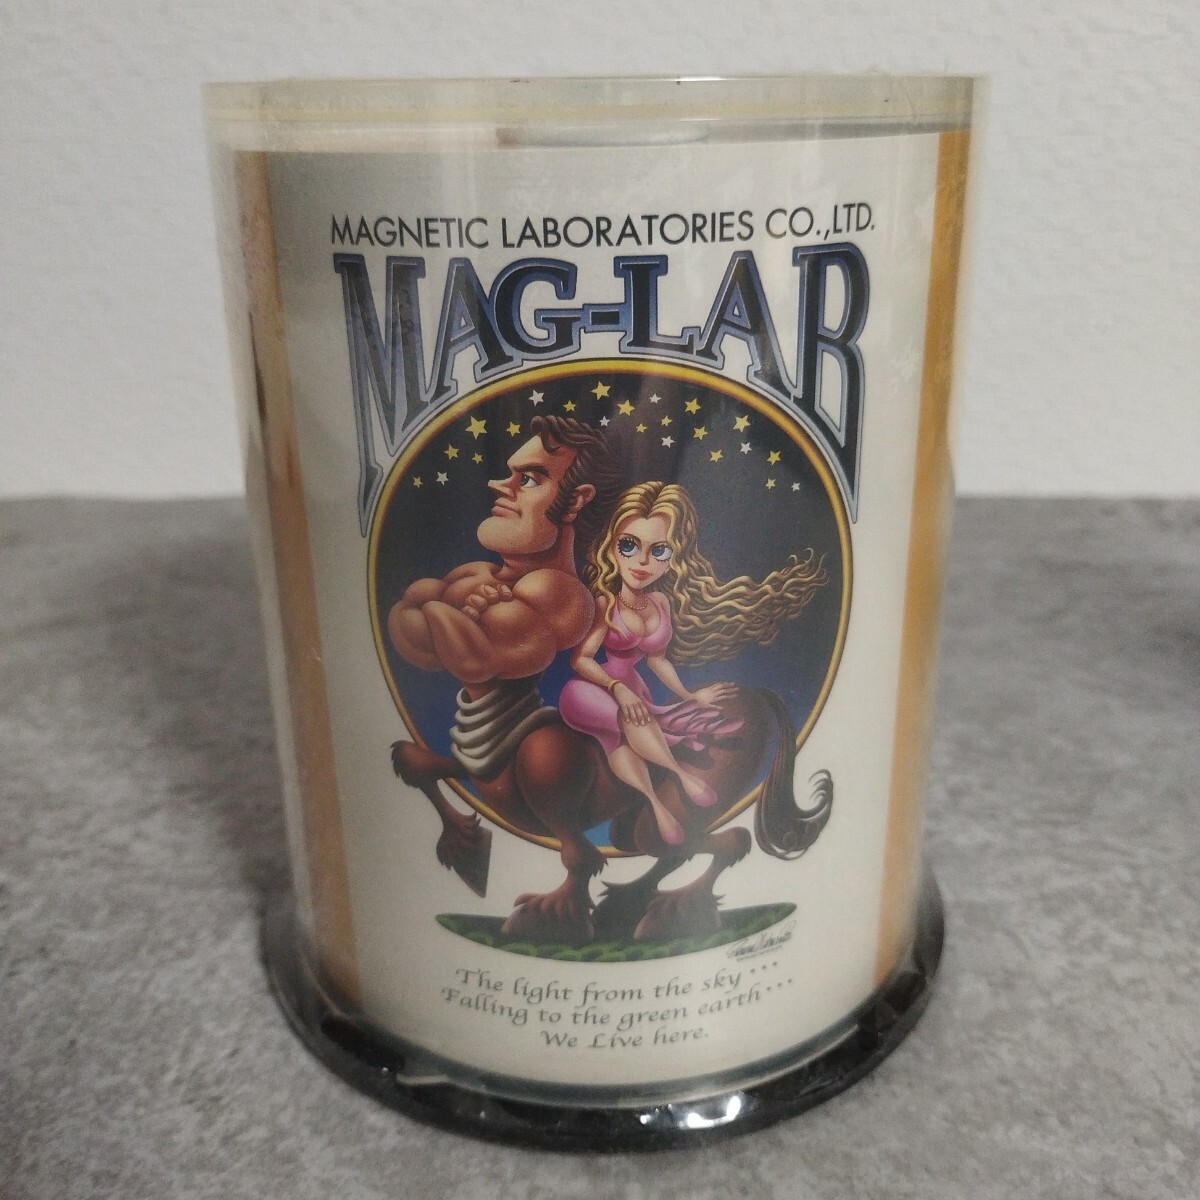 MAGNETIC LABORATORIES CO.,LTD.
MAG-LAB
The light from the sky･･･
Falling to the green earth･･･
We Live here.